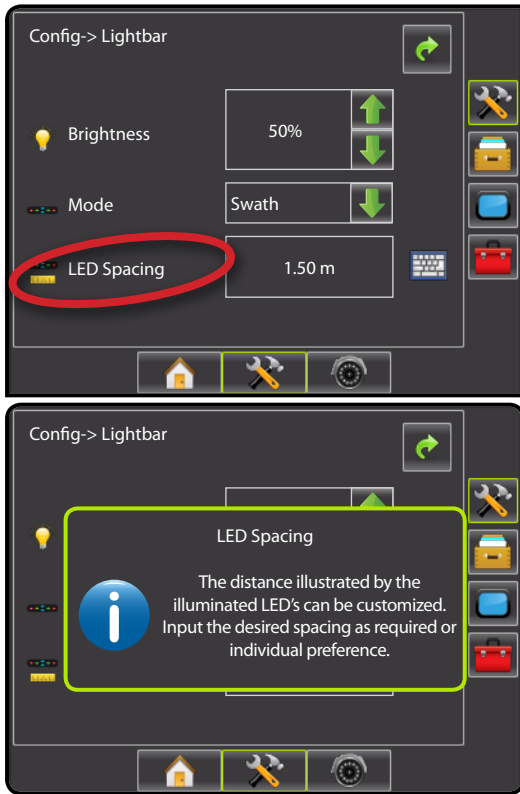 Config-> Lightbar
Brightness
50%
Mode
Swath
LED Spacing
1.50 m
Config-> Lightbar
LED Spacing
The distance illustrated by the
illuminated LED's can be customized.
Input the desired spacing as required or
individual preference.